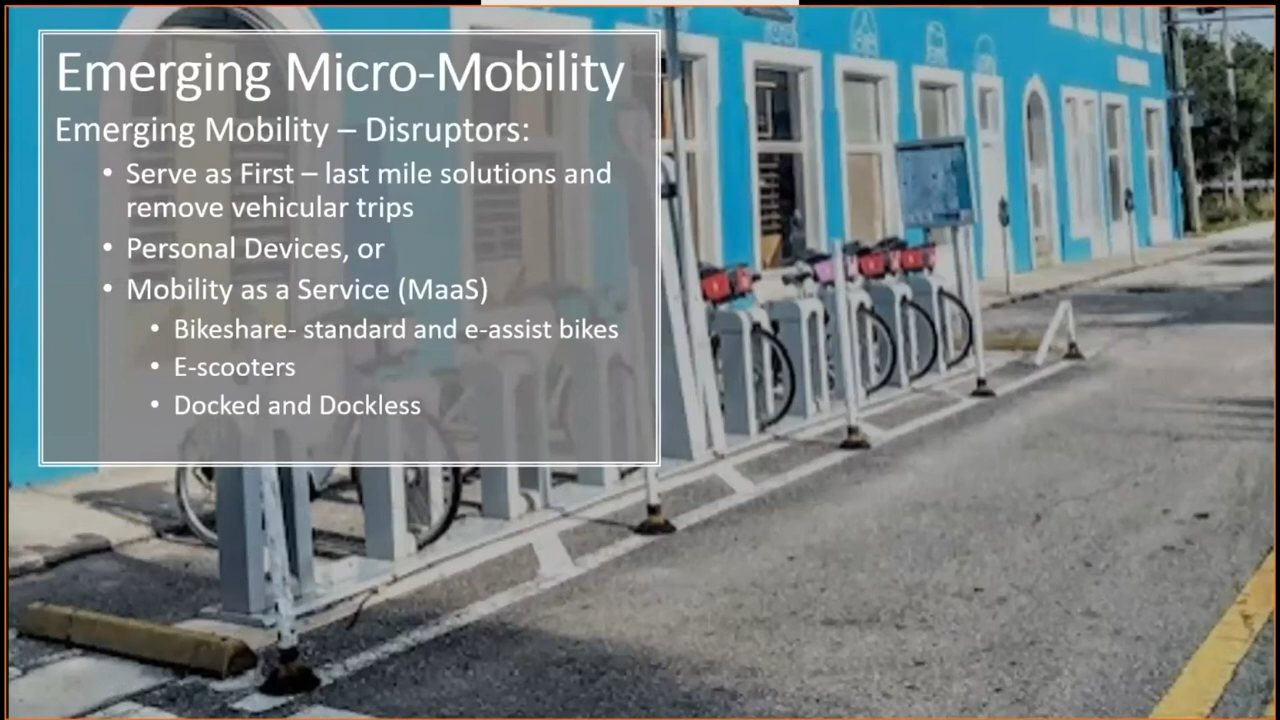 Emerging Micro-Mobility
Emerging Mobility – Disruptors:
• Serve as First – last mile solutions and
remove vehicular trips
• Personal Devices, or
• Mobility as a Service (MaaS)
• Bikeshare- standard and e-assist bikes
• E-scooters
• Docked and Dockless